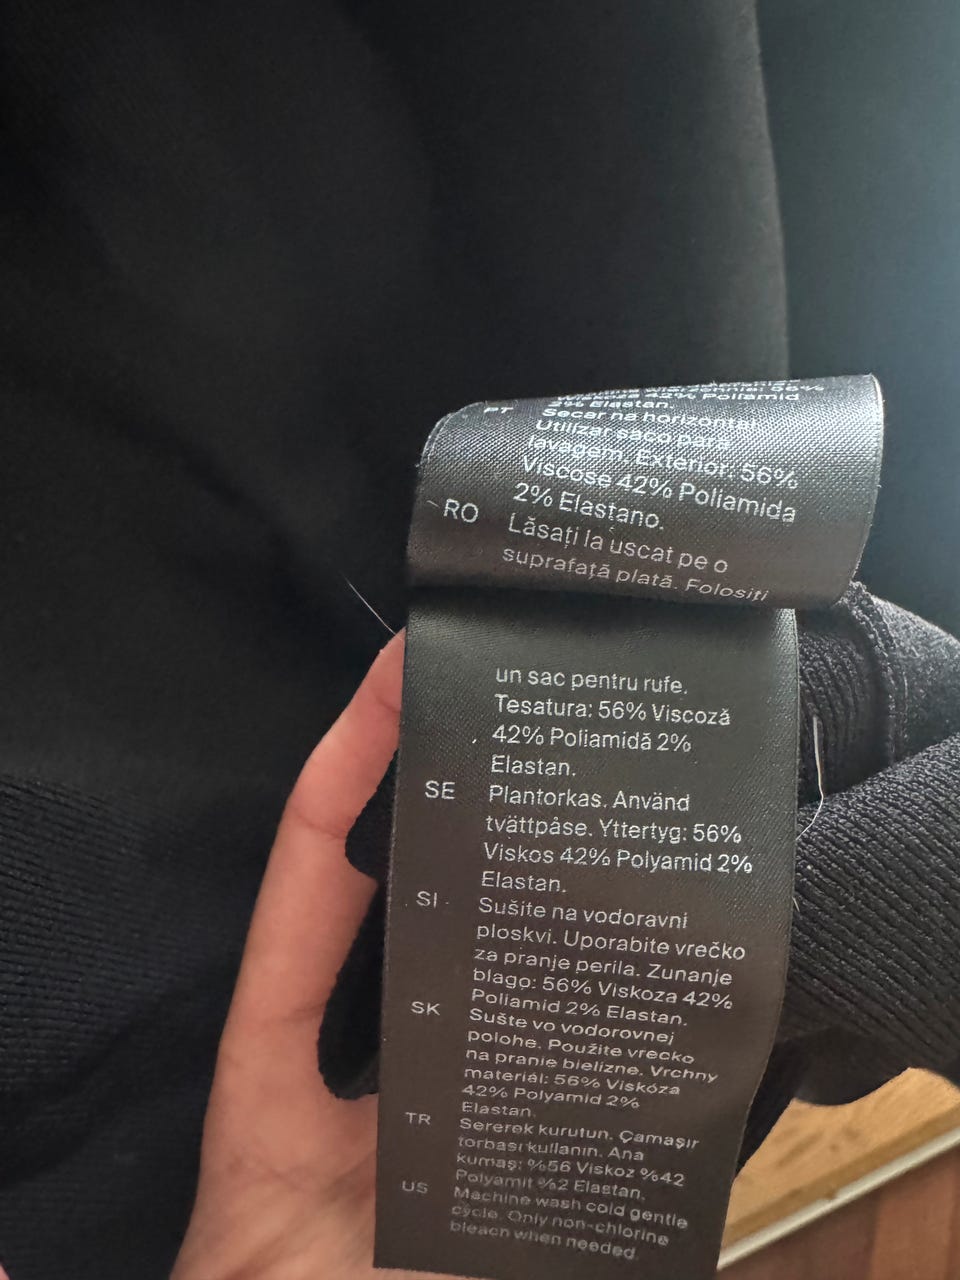 42% Poliamid
2% Elastan.
PT Secar na horizontal.
Utilizar saco para
lavagem. Exterior: 56%
Viscose 42% Poliamida
2% Elastano.
RO Lăsați la uscat pe o
suprafață plată. Folosiți
un sac pentru rufe.
Tesatura: 56% Viscoză
42% Poliamidă 2%
Elastan.
SE Plantorkas. Använd
tvättpåse. Yttertyg: 56%
Viskos 42% Polyamid 2%
Elastan.
SI Sušite na vodoravni
ploskvi. Uporabite vrečko
za pranje perila. Zunanje
blago: 56% Viskoza 42%
Poliamid 2% Elastan.
SK Sušte vo vodorovnej
polohe. Použite vrecko
na pranie bielizne. Vrchny
materiál: 56% Viskóza
42% Polyamid 2%
Elastan.
TR Sererek kurutun. Çamaşır
torbası kullanın. Ana
kumaş: %56 Viskoz %42
Polyamit %2 Elastan.
US Machine wash cold gentle
cycle. Only non-chlorine
bleach when needed.